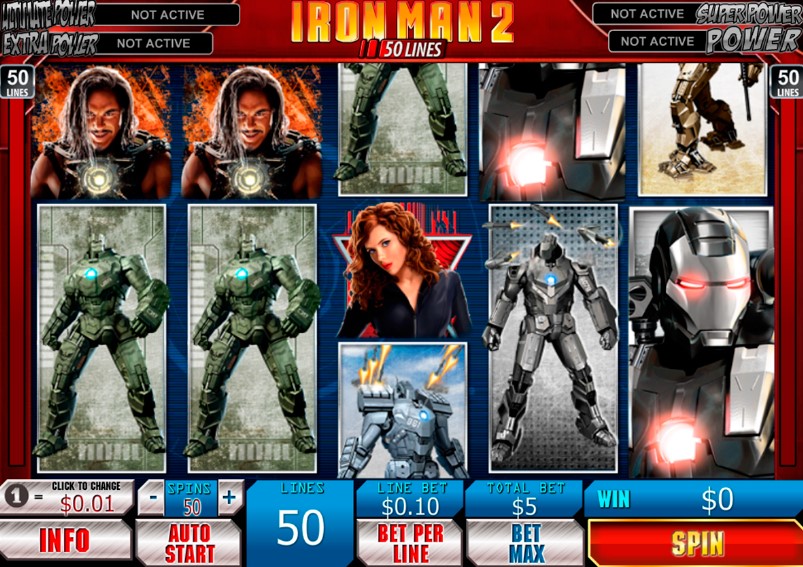 ULTIMATE POWER NOT ACTIVE
EXTRA POWER NOT ACTIVE
IRON MAN 2
50 LINES
NOT ACTIVE SUPER POWER
NOT ACTIVE POWER
50 LINES
50 LINES
1 = CLICK TO CHANGE $0.01
- SPINS 50 +
LINES 50
LINE BET $0.10
TOTAL BET $5
WIN $0
INFO
AUTO START
BET PER LINE
BET MAX
SPIN